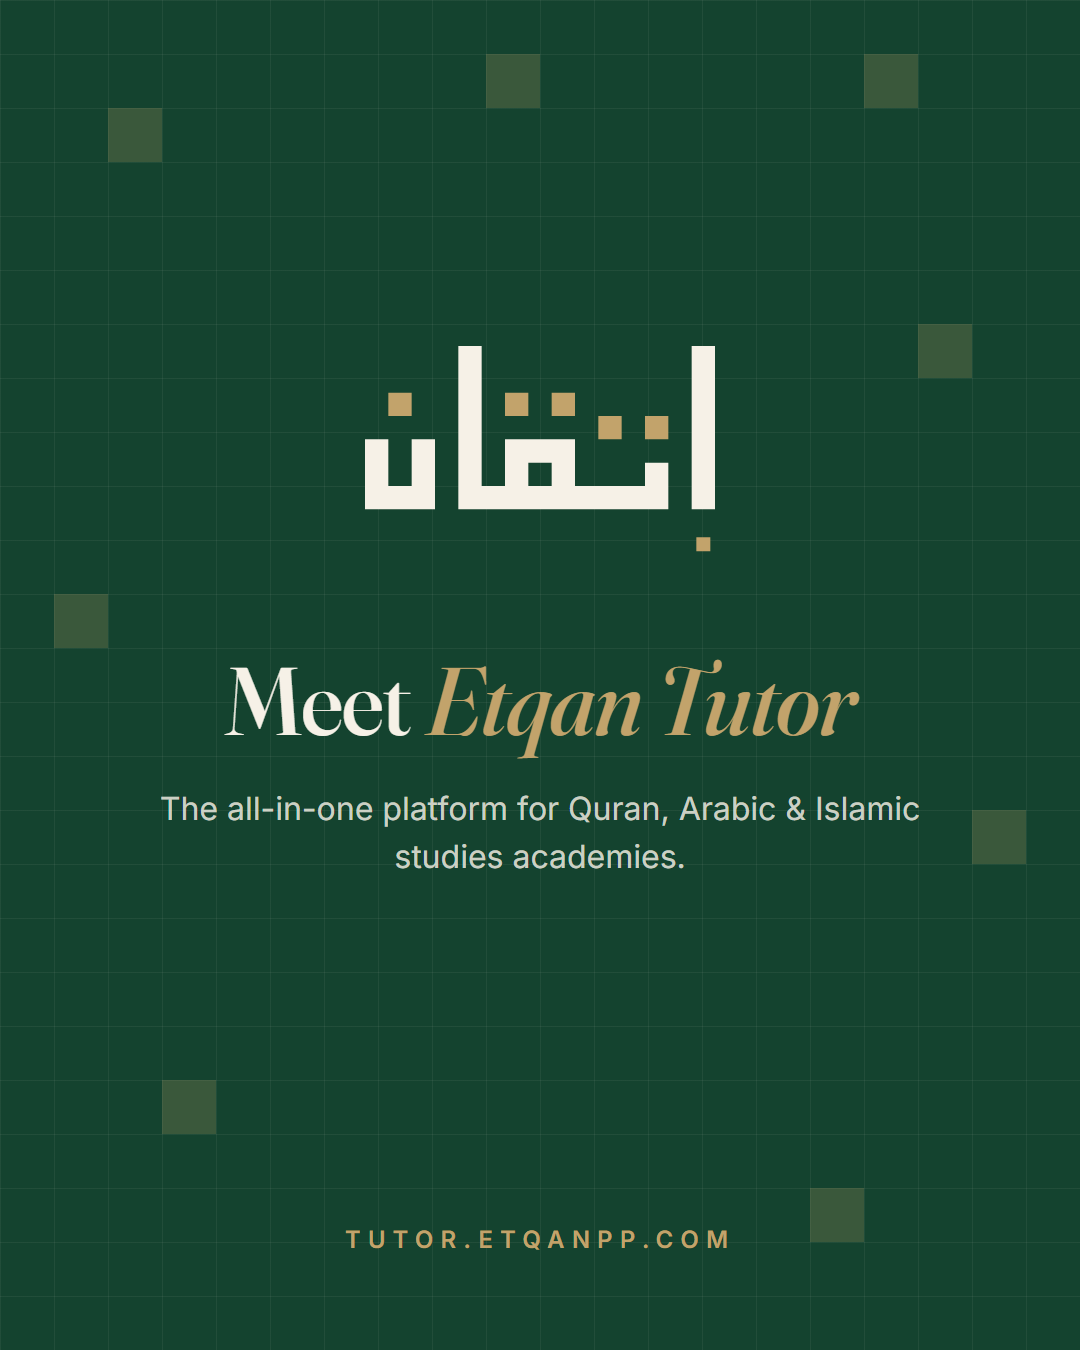 إتقان
Meet Etqan Tutor
The all-in-one platform for Quran, Arabic & Islamic
studies academies.
TUTOR.ETQANPP.COM